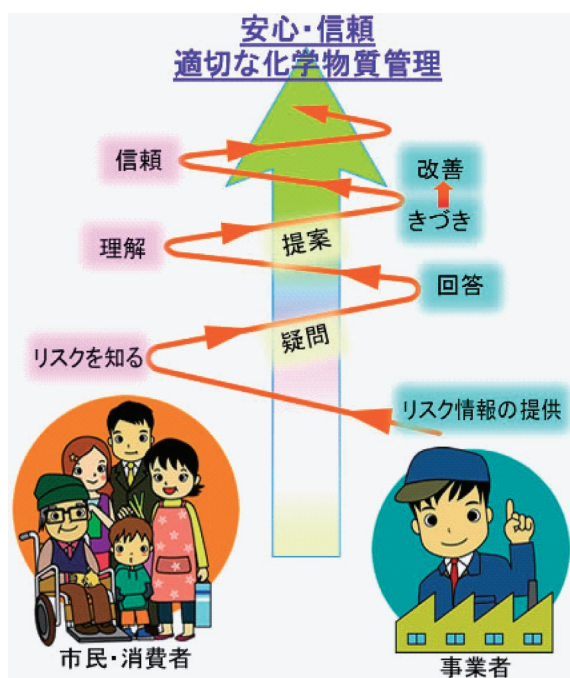 安心・信頼
適切な化学物質管理
信頼
改善
きづき
提案
理解
回答
疑問
リスクを知る
リスク情報の提供
市民・消費者
事業者